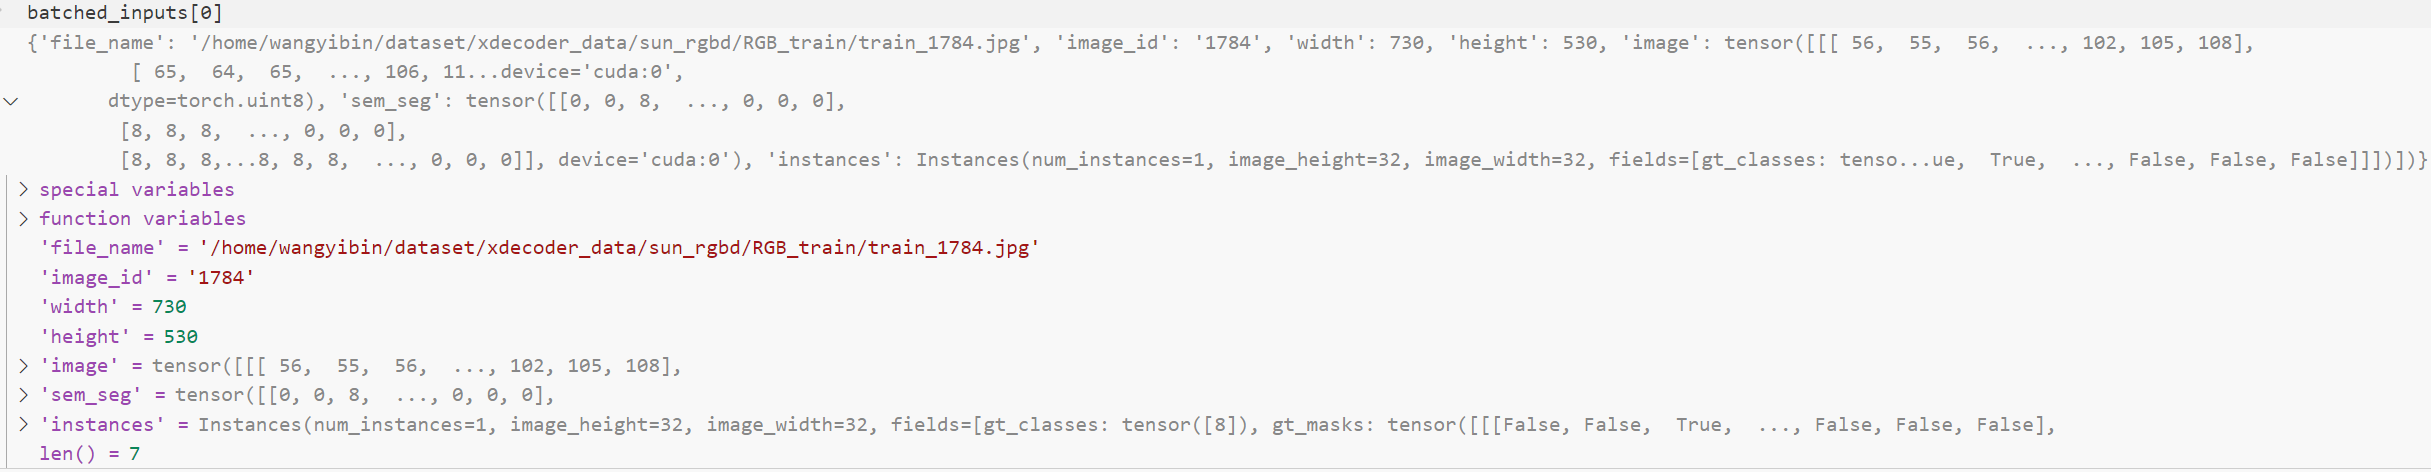 batched_inputs[0]
{'file_name': '/home/wangyibin/dataset/xdecoder_data/sun_rgbd/RGB_train/train_1784.jpg', 'image_id': '1784', 'width': 730, 'height': 530, 'image': tensor([[[ 56,  55,  56,  ..., 102, 105, 108],
[ 65,  64,  65,  ..., 106, 11...device='cuda:0',
dtype=torch.uint8), 'sem_seg': tensor([[0, 0, 8,  ..., 0, 0, 0],
[8, 8, 8,  ..., 0, 0, 0],
[8, 8, 8,...8, 8, 8,  ..., 0, 0, 0]], device='cuda:0'), 'instances': Instances(num_instances=1, image_height=32, image_width=32, fields=[gt_classes: tenso...ue,  True,  ..., False, False, False]]])])}
special variables
function variables
'file_name' = '/home/wangyibin/dataset/xdecoder_data/sun_rgbd/RGB_train/train_1784.jpg'
'image_id' = '1784'
'width' = 730
'height' = 530
'image' = tensor([[[ 56,  55,  56,  ..., 102, 105, 108],
'sem_seg' = tensor([[0, 0, 8,  ..., 0, 0, 0],
'instances' = Instances(num_instances=1, image_height=32, image_width=32, fields=[gt_classes: tensor([8]), gt_masks: tensor([[[False, False,  True,  ..., False, False, False],
len() = 7